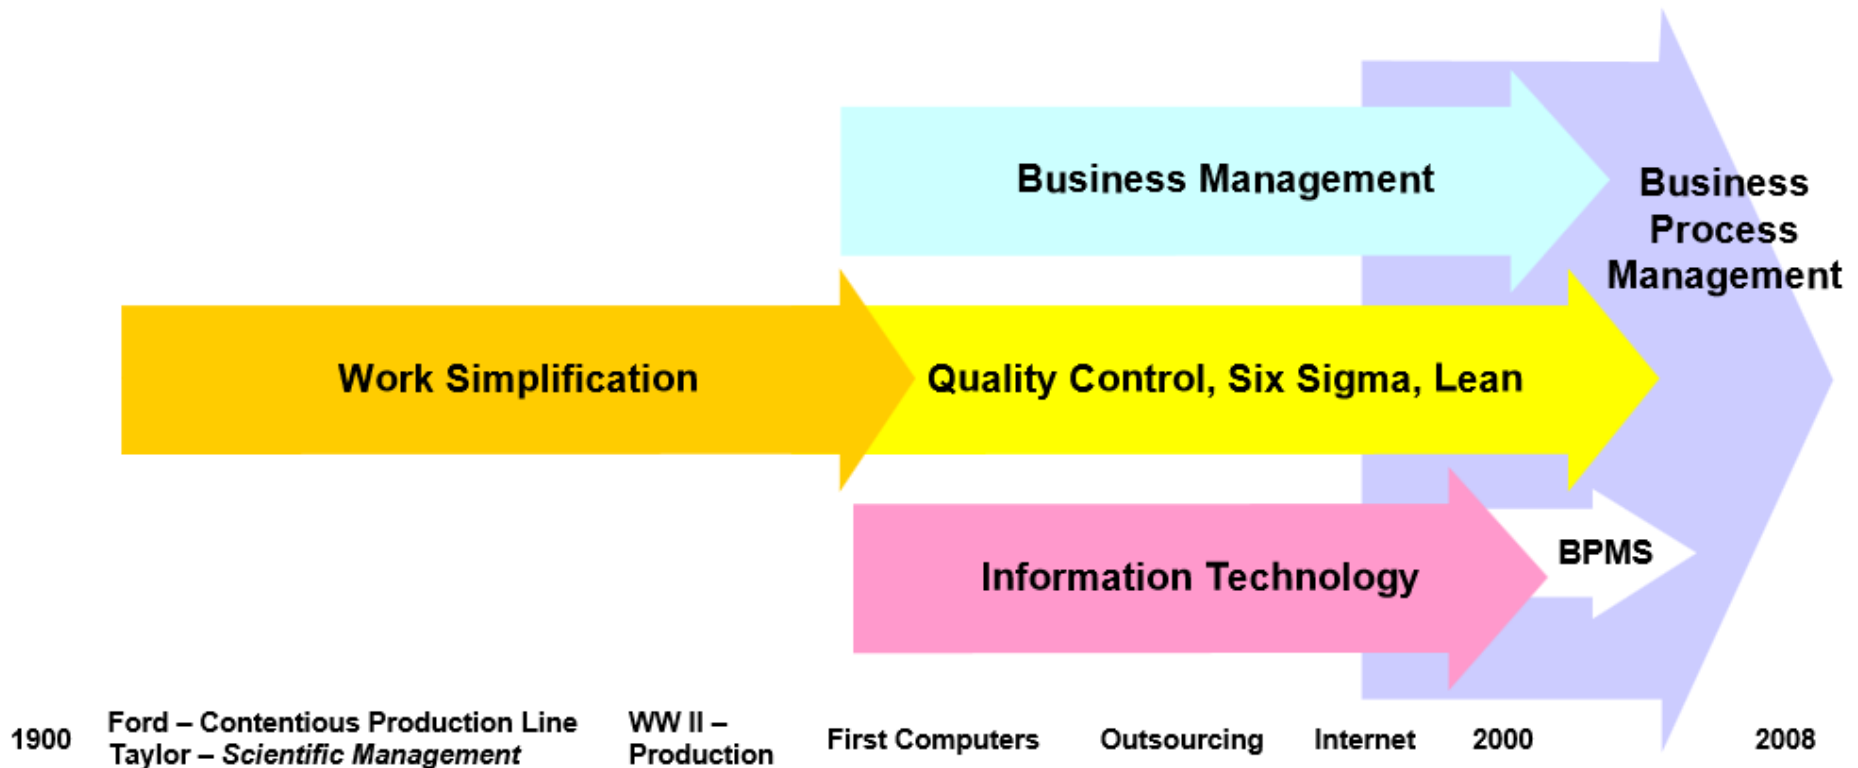 Business Management
Business
Process
Management
Work Simplification
Quality Control, Six Sigma, Lean
Information Technology
BPMS
1900
Ford – Contentious Production Line
Taylor – Scientific Management
WW II –
Production
First Computers
Outsourcing
Internet
2000
2008